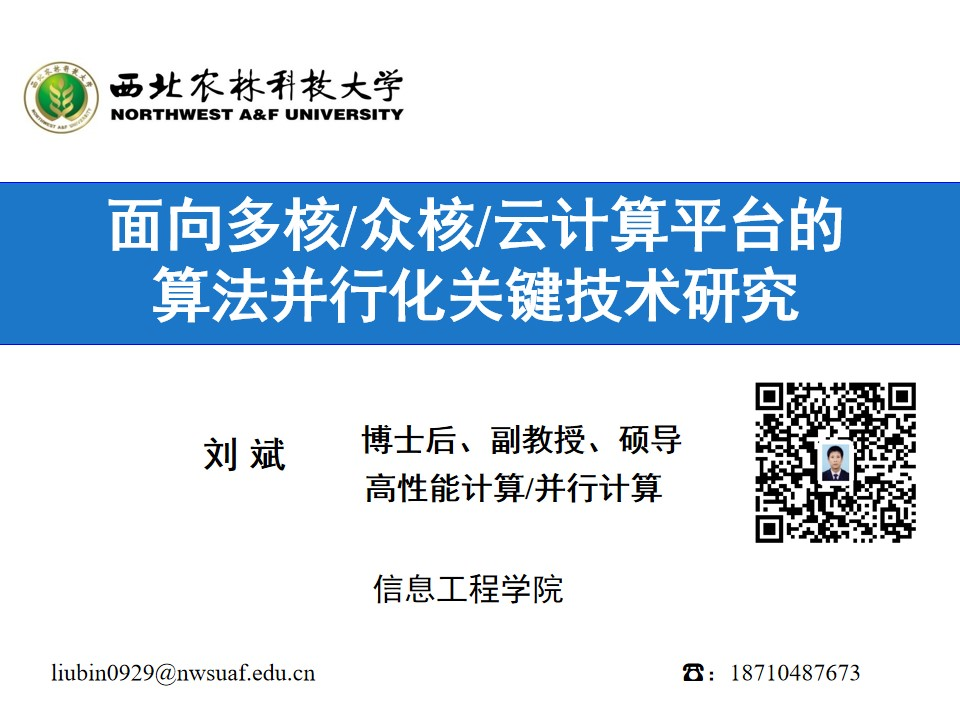 西北农林科技大学
NORTHWEST A&F UNIVERSITY
面向多核/众核/云计算平台的
算法并行化关键技术研究
刘 斌
博士后、副教授、硕导
高性能计算/并行计算
信息工程学院
liubin0929@nwsuaf.edu.cn
☎：18710487673